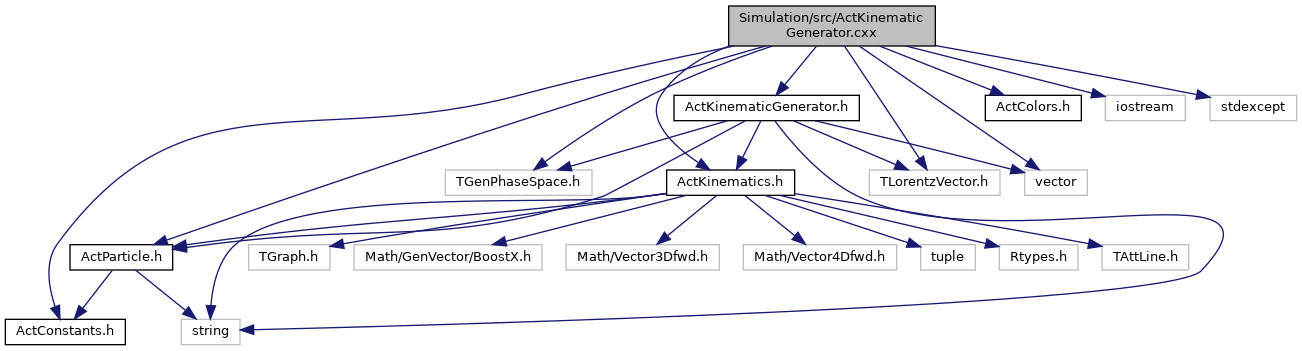 Simulation/src/ActKinematic
Generator.cxx
ActKinematicGenerator.h
ActColors.h
iostream
stdexcept
TGenPhaseSpace.h
ActKinematics.h
TLorentzVector.h
vector
ActParticle.h
TGraph.h
Math/GenVector/BoostX.h
Math/Vector3Dfwd.h
Math/Vector4Dfwd.h
tuple
Rtypes.h
TAttLine.h
ActConstants.h
string